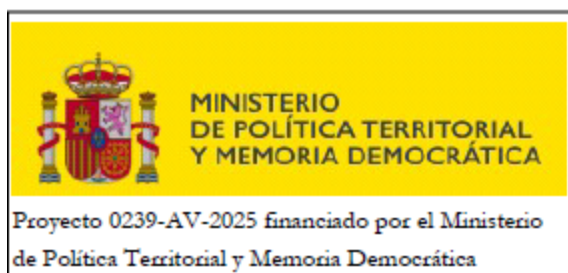 MINISTERIO
DE POLÍTICA TERRITORIAL
Y MEMORIA DEMOCRÁTICA
Proyecto 0239-AV-2025 financiado por el Ministerio
de Política Territorial y Memoria Democrática